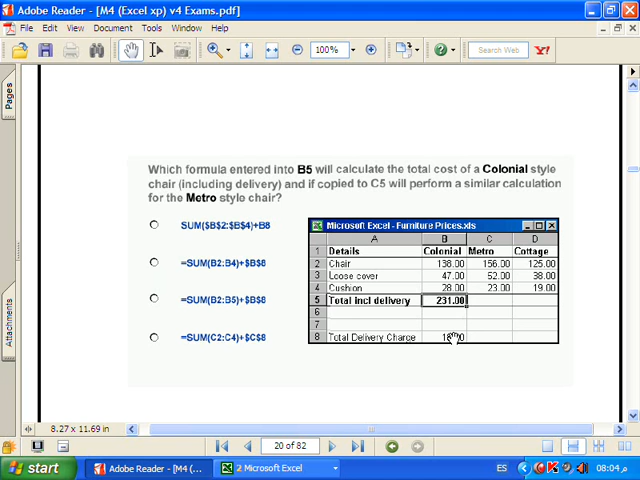 Adobe Reader - [M4 (Excel xp) v4 Exams.pdf]
File Edit View Document Tools Window Help
100% Search Web Y!
Pages
Attachments
Which formula entered into B5 will calculate the total cost of a Colonial style
chair (including delivery) and if copied to C5 will perform a similar calculation
for the Metro style chair?
SUM($B$2:$B$4)+B8
=SUM(B2:B4)+$B$8
=SUM(B2:B5)+$B$8
=SUM(C2:C4)+$C$8
Microsoft Excel - Furniture Prices.xls
A B C D
1 Details Colonial Metro Cottage
2 Chair 138.00 156.00 125.00
3 Loose cover 47.00 52.00 38.00
4 Cushion 28.00 23.00 19.00
5 Total incl delivery 231.00
6
7
8 Total Delivery Charge
8.27 x 11.69 in
20 of 82
start Adobe Reader - [M4 (... 2 Microsoft Excel ES 08:04 م